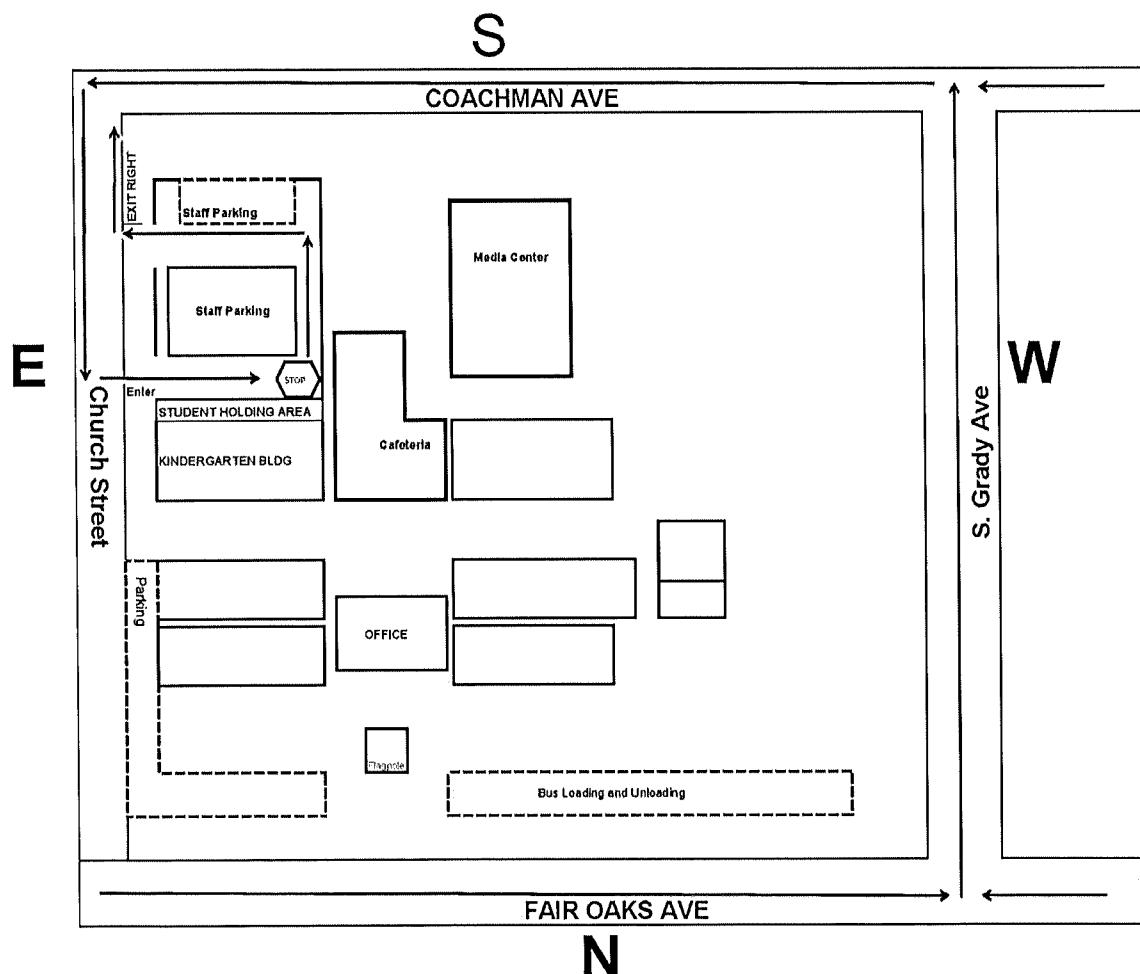 S
COACHMAN AVE
EXIT RIGHT
Staff Parking
Media Center
Staff Parking
E
W
STOP
Enter
STUDENT HOLDING AREA
Church Street
Cafeteria
S. Grady Ave
KINDERGARTEN BLDG
Parking
OFFICE
Flagpole
Bus Loading and Unloading
FAIR OAKS AVE
N